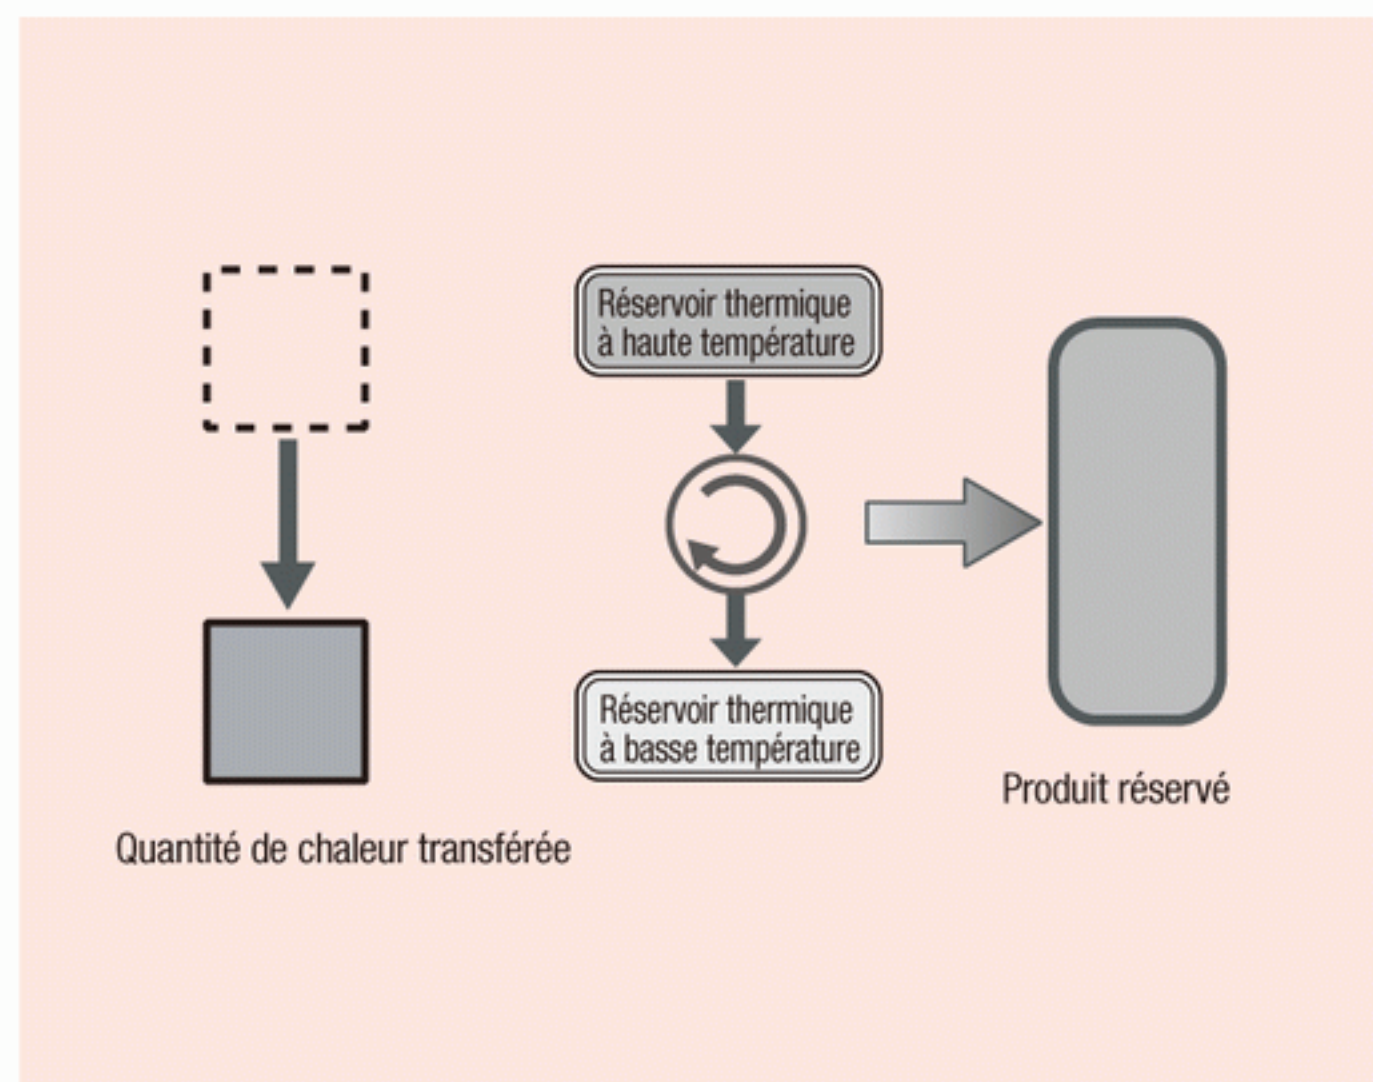 Réservoir thermique
à haute température
Réservoir thermique
à basse température
Produit réservé
Quantité de chaleur transférée